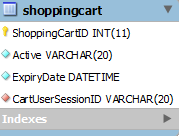 shoppingcart
ShoppingCartID INT(11)
Active VARCHAR(20)
ExpiryDate DATETIME
CartUserSessionID VARCHAR(20)
Indexes